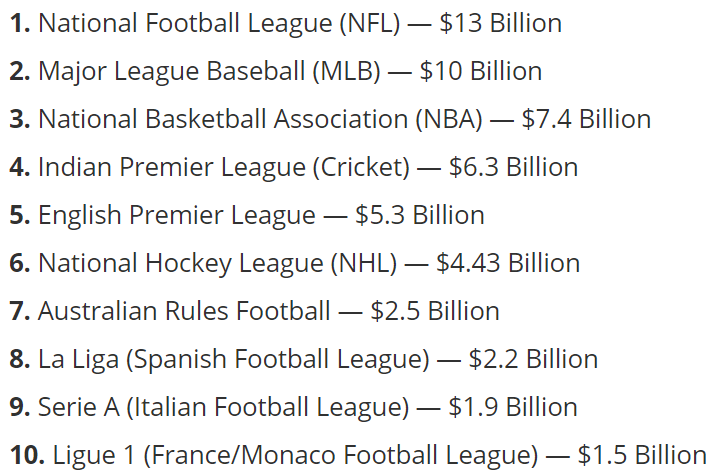 1. National Football League (NFL) — $13 Billion
2. Major League Baseball (MLB) — $10 Billion
3. National Basketball Association (NBA) — $7.4 Billion
4. Indian Premier League (Cricket) — $6.3 Billion
5. English Premier League — $5.3 Billion
6. National Hockey League (NHL) — $4.43 Billion
7. Australian Rules Football — $2.5 Billion
8. La Liga (Spanish Football League) — $2.2 Billion
9. Serie A (Italian Football League) — $1.9 Billion
10. Ligue 1 (France/Monaco Football League) — $1.5 Billion